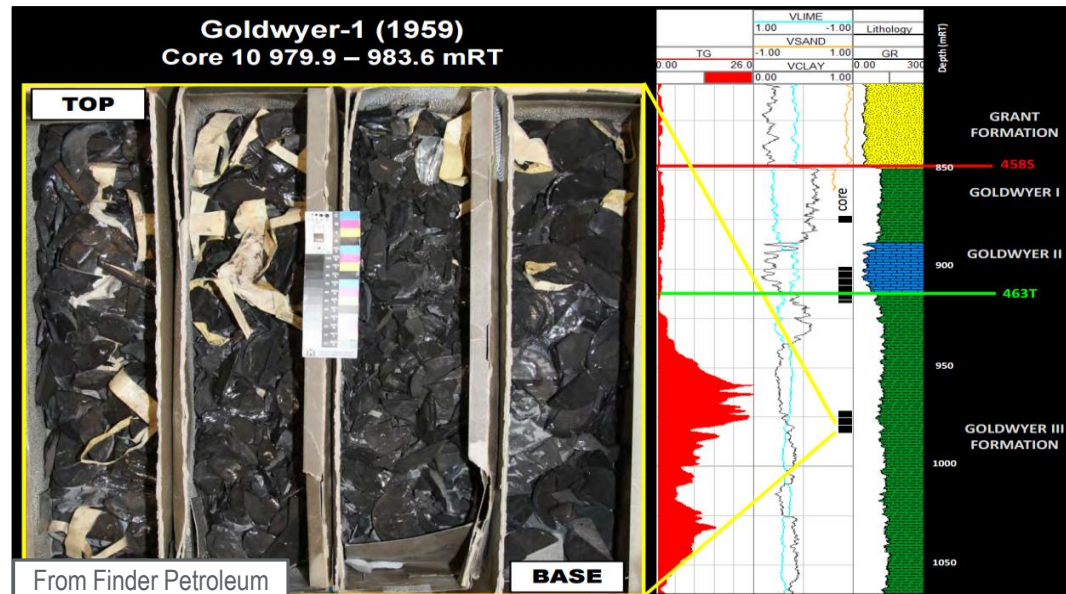 Goldwyer-1 (1959)
Core 10 979.9 – 983.6 mRT
TOP
BASE
From Finder Petroleum
VLIME
1.00 -1.00
VSAND
-1.00 1.00
TG
0.00 26.0
VCLAY
0.00 1.00
Lithology
GR
0.00 300
Depth (mRT)
GRANT
FORMATION
458S
850
GOLDWYER I
core
GOLDWYER II
900
463T
950
GOLDWYER III
FORMATION
1000
1050